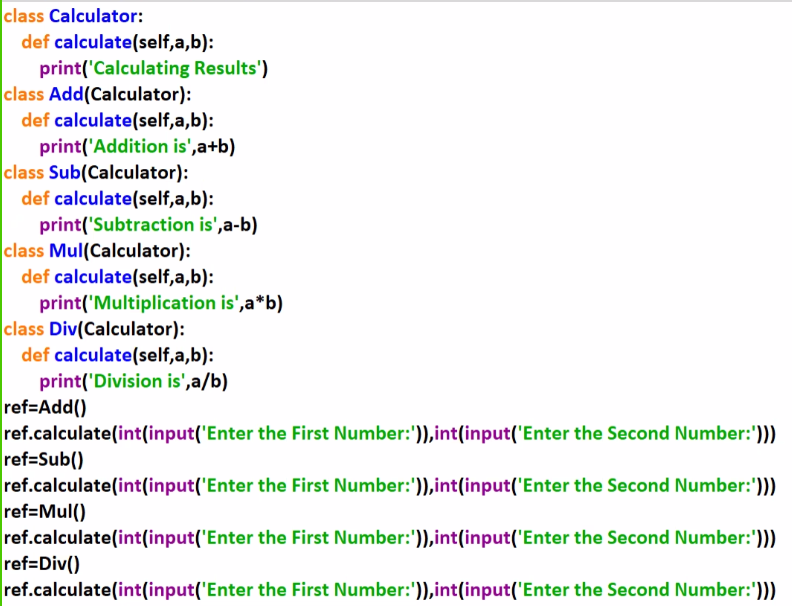 class Calculator:
  def calculate(self,a,b):
    print('Calculating Results')
class Add(Calculator):
  def calculate(self,a,b):
    print('Addition is',a+b)
class Sub(Calculator):
  def calculate(self,a,b):
    print('Subtraction is',a-b)
class Mul(Calculator):
  def calculate(self,a,b):
    print('Multiplication is',a*b)
class Div(Calculator):
  def calculate(self,a,b):
    print('Division is',a/b)
ref=Add()
ref.calculate(int(input('Enter the First Number:')),int(input('Enter the Second Number:')))
ref=Sub()
ref.calculate(int(input('Enter the First Number:')),int(input('Enter the Second Number:')))
ref=Mul()
ref.calculate(int(input('Enter the First Number:')),int(input('Enter the Second Number:')))
ref=Div()
ref.calculate(int(input('Enter the First Number:')),int(input('Enter the Second Number:')))